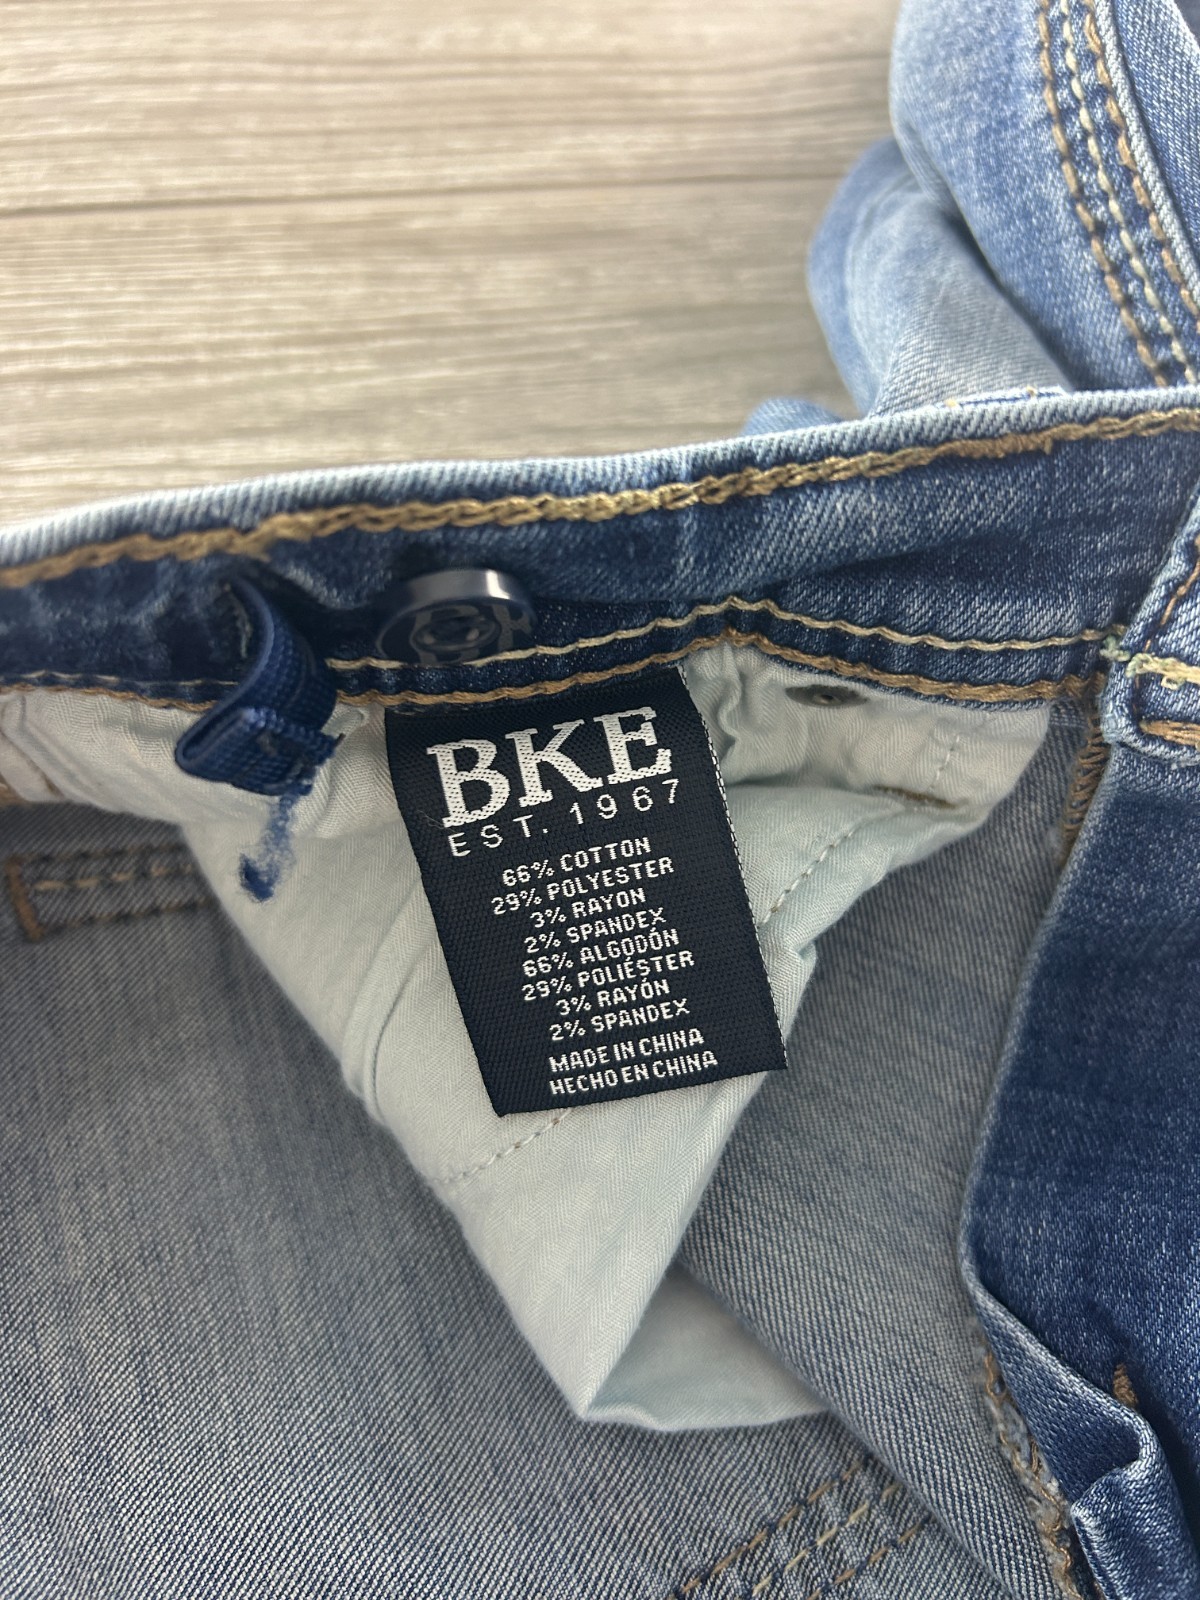 BKE
EST. 1967
66% COTTON
29% POLYESTER
3% RAYON
2% SPANDEX
66% ALGODÓN
29% POLIÉSTER
3% RAYÓN
2% SPANDEX
MADE IN CHINA
HECHO EN CHINA